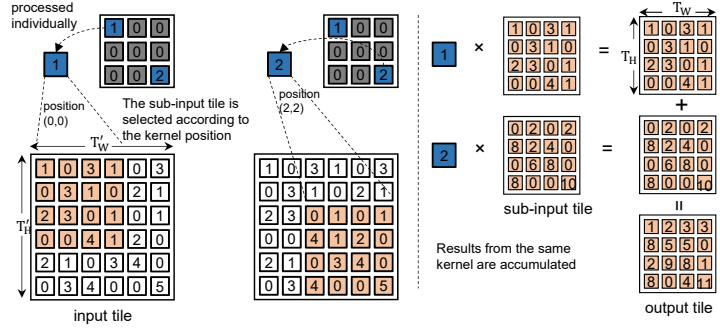 processed
individually
1 0 0
0 0 0
0 0 2
1
position
(0,0)
The sub-input tile
is selected
according to
the kernel position
T′W
T′H
1 0 3 1 0 3
0 3 1 0 2 1
2 3 0 1 0 1
0 0 4 1 2 0
2 1 0 3 4 0
0 3 4 0 0 5
input tile
1 0 0
0 0 0
0 0 2
2
position
(2,2)
1 0 3 1 0 3
0 3 1 0 2 1
2 3 0 1 0 1
0 0 4 1 2 0
2 1 0 3 4 0
0 3 4 0 0 5
1 ×
1 0 3 1
0 3 1 0
2 3 0 1
0 0 4 1
=
TW
TH
1 0 3 1
0 3 1 0
2 3 0 1
0 0 4 1
+
2 ×
0 2 0 2
8 2 4 0
0 6 8 0
8 0 0 10
=
0 2 0 2
8 2 4 0
0 6 8 0
8 0 0 10
sub-input tile
=
Results from the same
kernel are accumulated
1 2 3 3
8 5 5 0
2 9 8 1
8 0 4 11
output tile